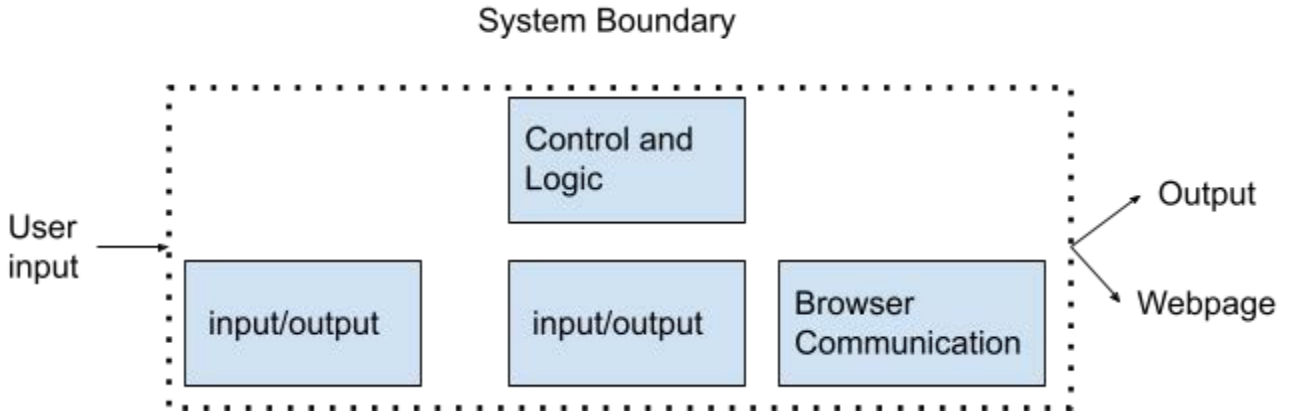 System Boundary
Control and
Logic
User
input
Output
Webpage
input/output
input/output
Browser
Communication